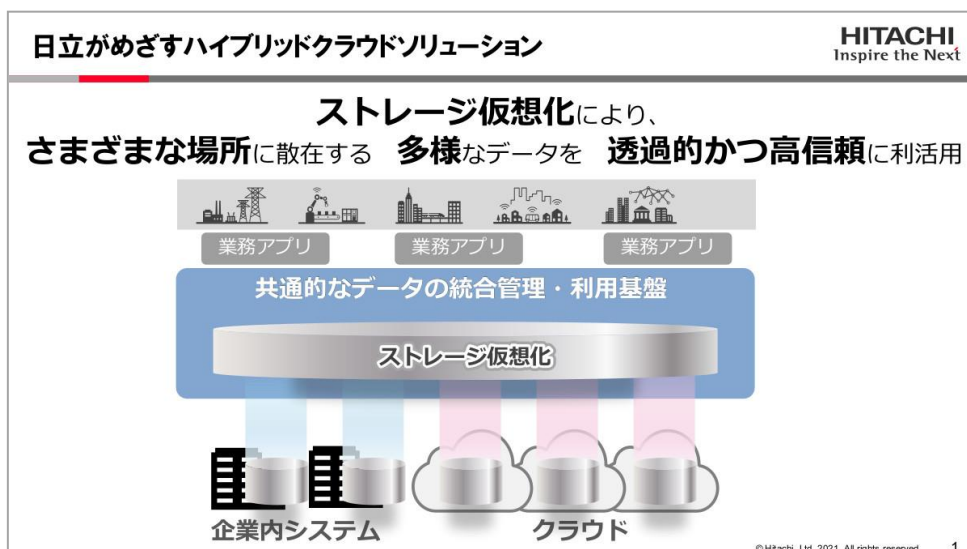 日立がめざすハイブリッドクラウドソリューション
HITACHI
Inspire the Next
ストレージ仮想化により、
さまざまな場所に散在する 多様なデータを 透過的かつ高信頼に利活用
業務アプリ 業務アプリ 業務アプリ
共通的なデータの統合管理・利用基盤
ストレージ仮想化
企業内システム クラウド
© Hitachi, Ltd. 2021. All rights reserved. 1